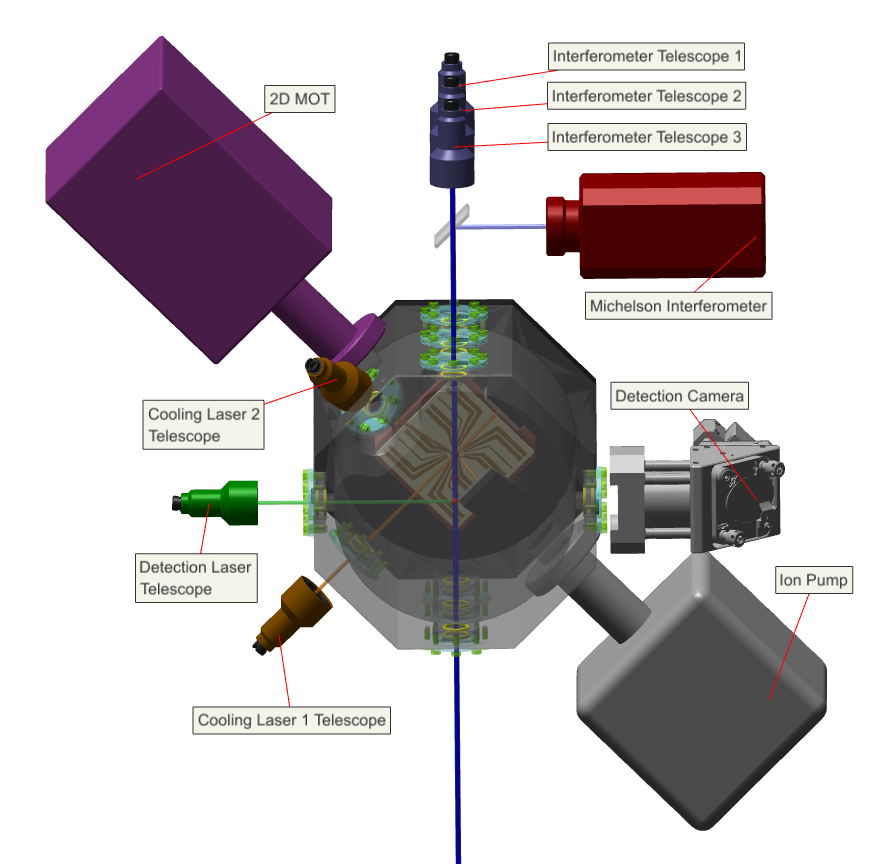 Interferometer Telescope 1
2D MOT
Interferometer Telescope 2
Interferometer Telescope 3
Michelson Interferometer
Detection Camera
Cooling Laser 2
Telescope
Detection Laser
Telescope
Ion Pump
Cooling Laser 1 Telescope